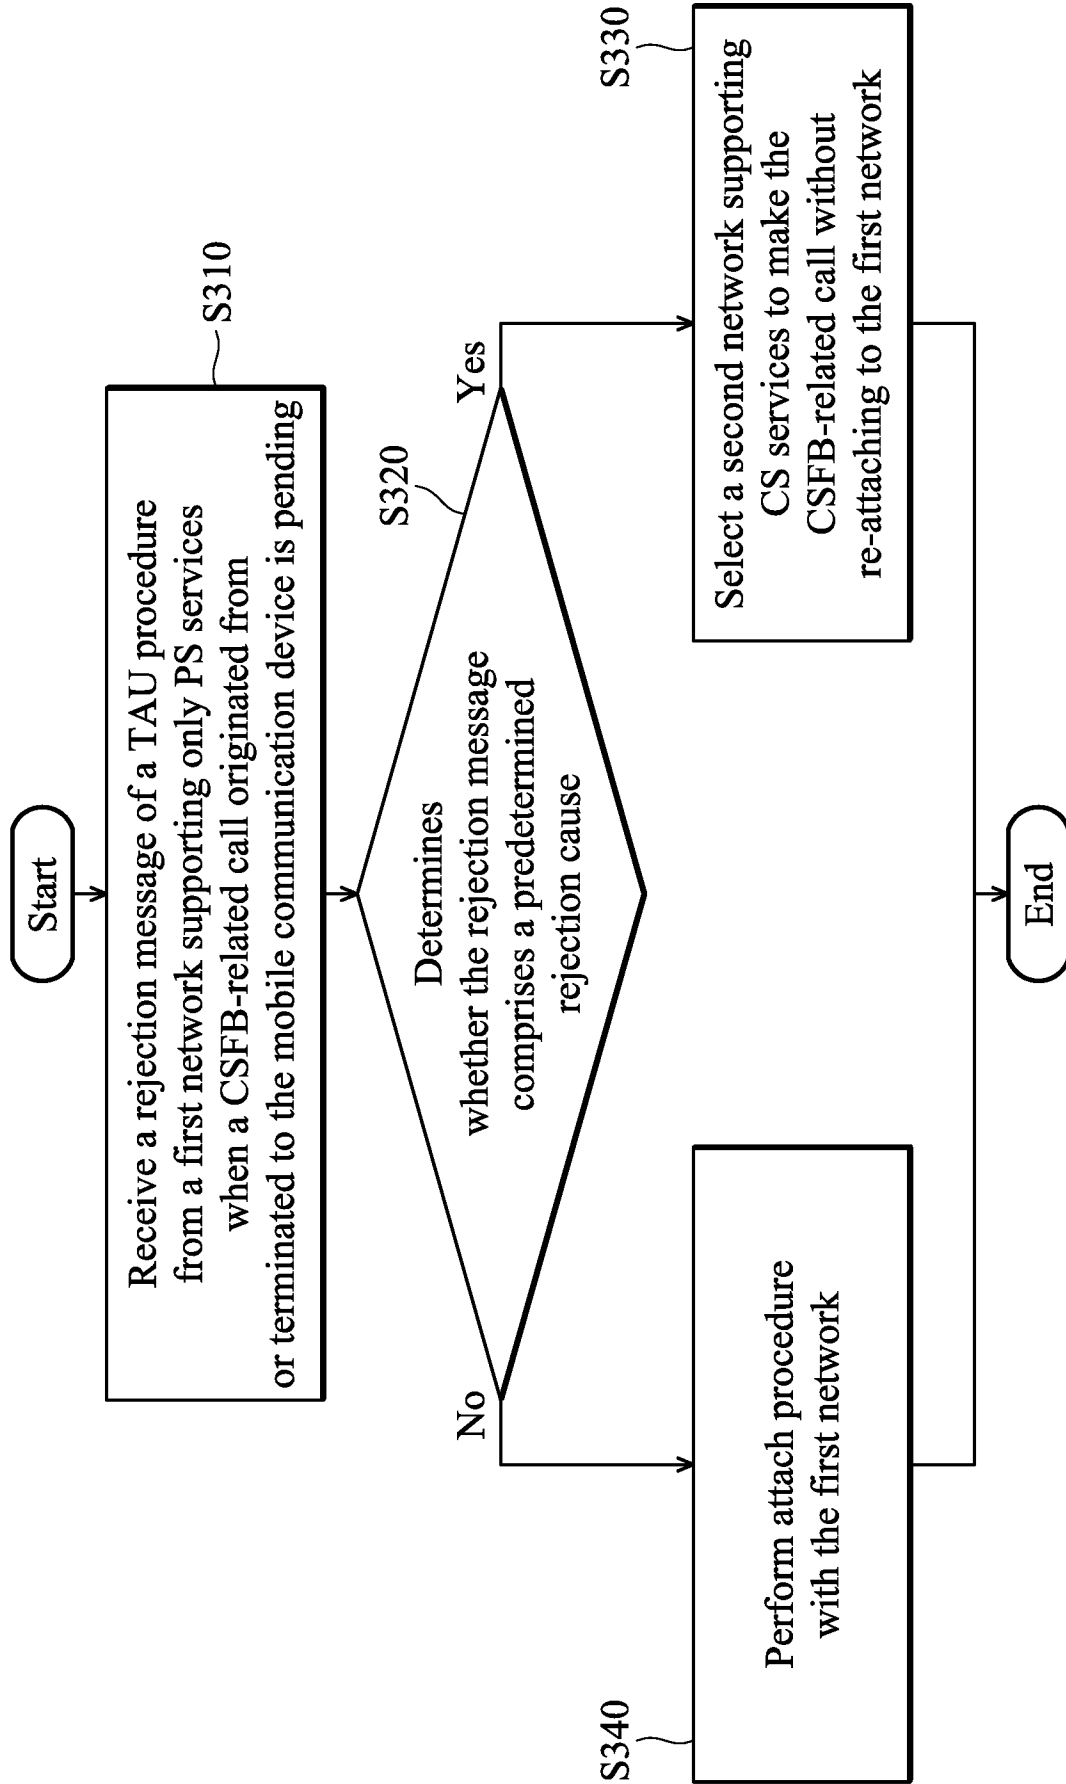 Start
S310
Receive a rejection message of a TAU procedure
from a first network supporting only PS services
when a CSFB-related call originated from
or terminated to the mobile communication device is pending
S320
Determines
whether the rejection message
comprises a predetermined
rejection cause
No
Yes
S340
Perform attach procedure
with the first network
S330
Select a second network supporting
CS services to make the
CSFB-related call without
re-attaching to the first network
End